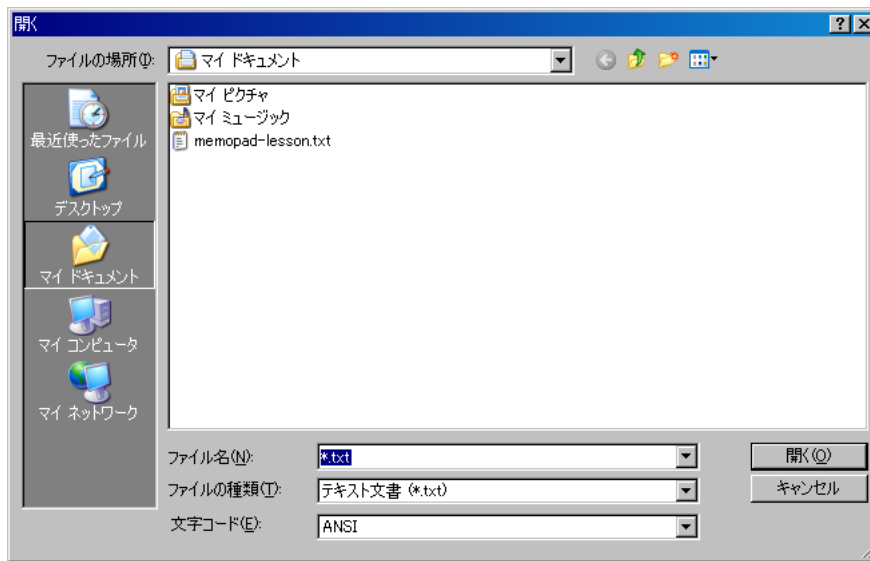 開く
ファイルの場所(I):
マイ ドキュメント
最近使ったファイル
デスクトップ
マイ ドキュメント
マイ コンピュータ
マイ ネットワーク
マイ ピクチャ
マイ ミュージック
memopad-lesson.txt
ファイル名(N):
*.txt
開く(O)
ファイルの種類(T):
テキスト文書 (*.txt)
キャンセル
文字コード(E):
ANSI